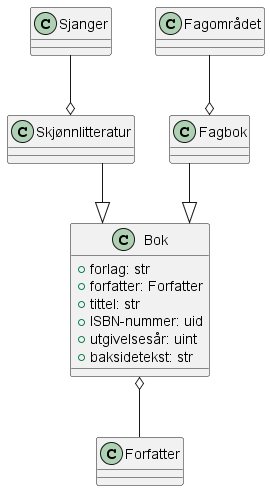 C Sjanger
C Fagområdet
C Skjønnlitteratur
C Fagbok
C Bok
forlag: str
forfatter: Forfatter
tittel: str
ISBN-nummer: uid
utgivelsesår: uint
baksidetekst: str
C Forfatter